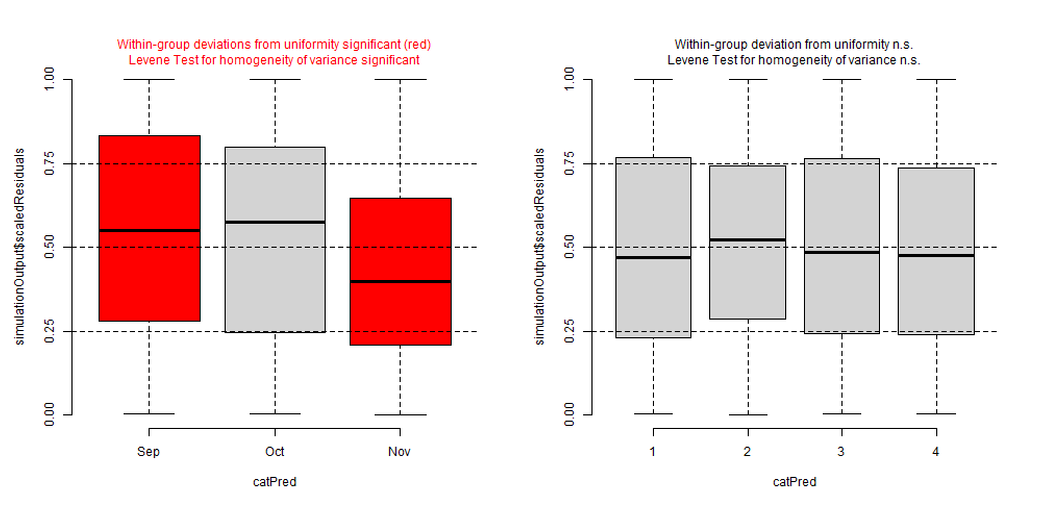 Within-group deviations from uniformity significant (red)
Levene Test for homogeneity of variance significant
simulationOutput$scaledResiduals
1.00
0.75
0.50
0.25
0.00
Sep Oct Nov
catPred
Within-group deviation from uniformity n.s.
Levene Test for homogeneity of variance n.s.
simulationOutput$scaledResiduals
1.00
0.75
0.50
0.25
0.00
1 2 3 4
catPred